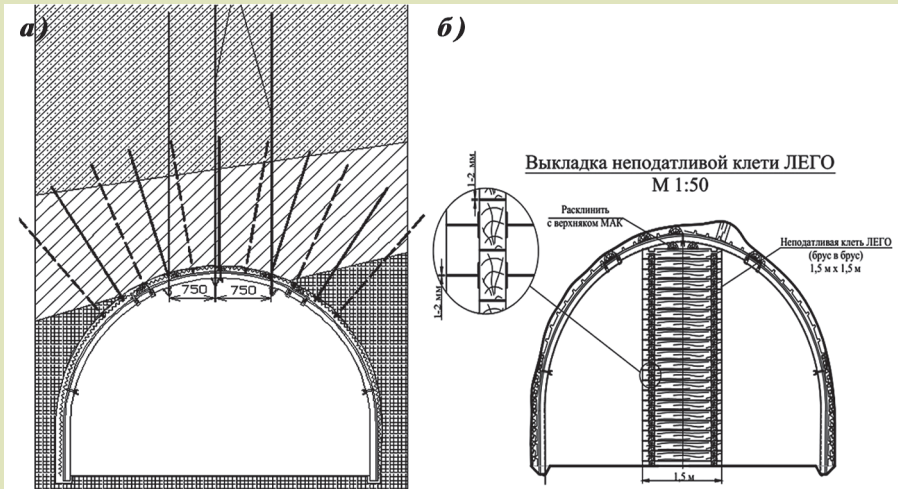 а)
750 750
б)
Выкладка неподатливой клети ЛЕГО
М 1:50
1-2 мм
Расклинить
с верхняком МАК
Неподатливая клеть ЛЕГО
(брус в брус)
1,5 м х 1,5 м
1-2 мм
1,5 м